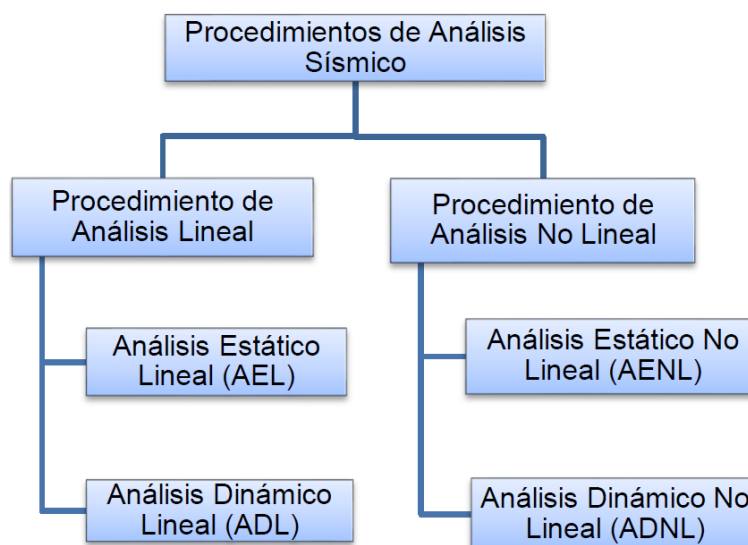 Procedimientos de Análisis
Sísmico
Procedimiento de
Análisis Lineal
Análisis Estático
Lineal (AEL)
Análisis Dinámico
Lineal (ADL)
Procedimiento de
Análisis No Lineal
Análisis Estático No
Lineal (AENL)
Análisis Dinámico No
Lineal (ADNL)